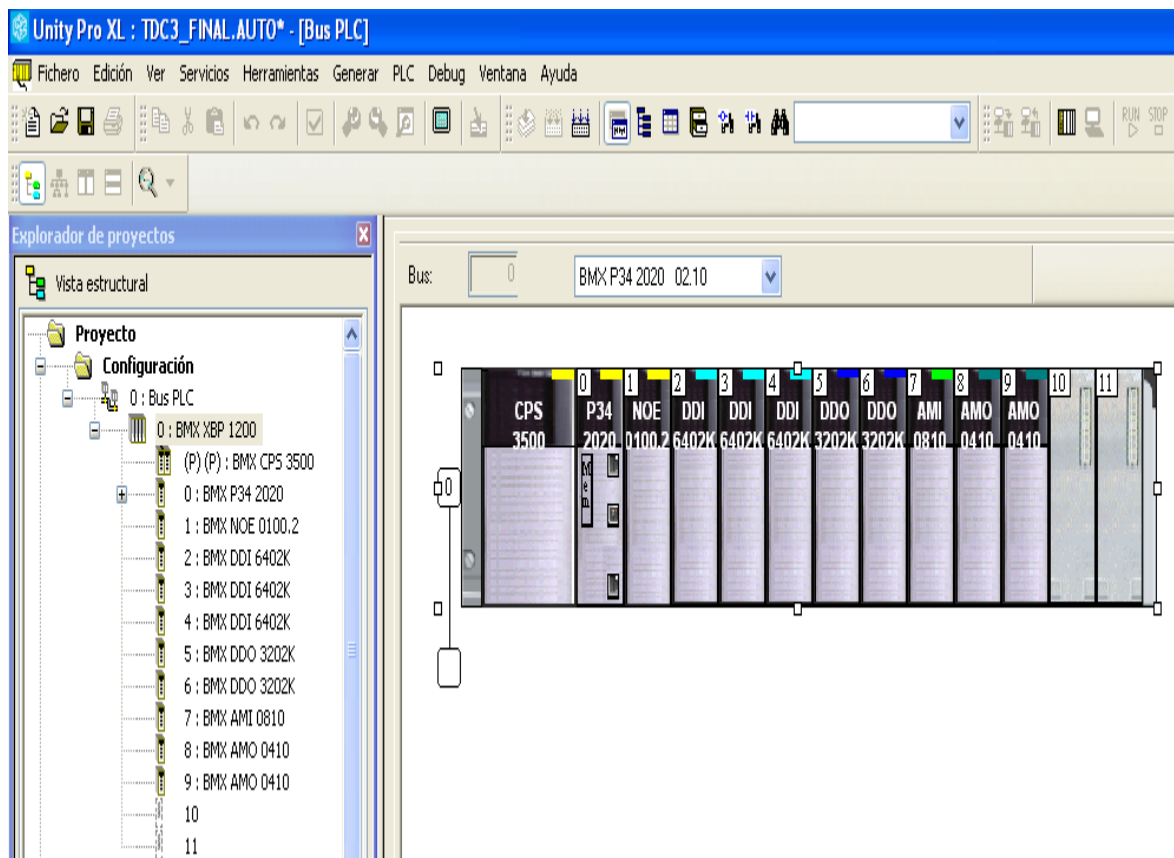 Unity Pro XL : TDC3_FINAL.AUTO* - [Bus PLC]
Fichero Edición Ver Servicios Herramientas Generar PLC Debug Ventana Ayuda
RUN STOP
Explorador de proyectos
Vista estructural
Proyecto
Configuración
0 : Bus PLC
0 : BMX XBP 1200
(P) (P) : BMX CPS 3500
0 : BMX P34 2020
1 : BMX NOE 0100.2
2 : BMX DDI 6402K
3 : BMX DDI 6402K
4 : BMX DDI 6402K
5 : BMX DDO 3202K
6 : BMX DDO 3202K
7 : BMX AMI 0810
8 : BMX AMO 0410
9 : BMX AMO 0410
10
11
Bus: 0 BMX P34 2020 02.10
0 1 2 3 4 5 6 7 8 9 10 11
CPS P34 NOE DDI DDI DDI DDO DDO AMI AMO AMO
3500 2020 0100.2 6402K 6402K 6402K 3202K 3202K 0810 0410 0410
Mem
0